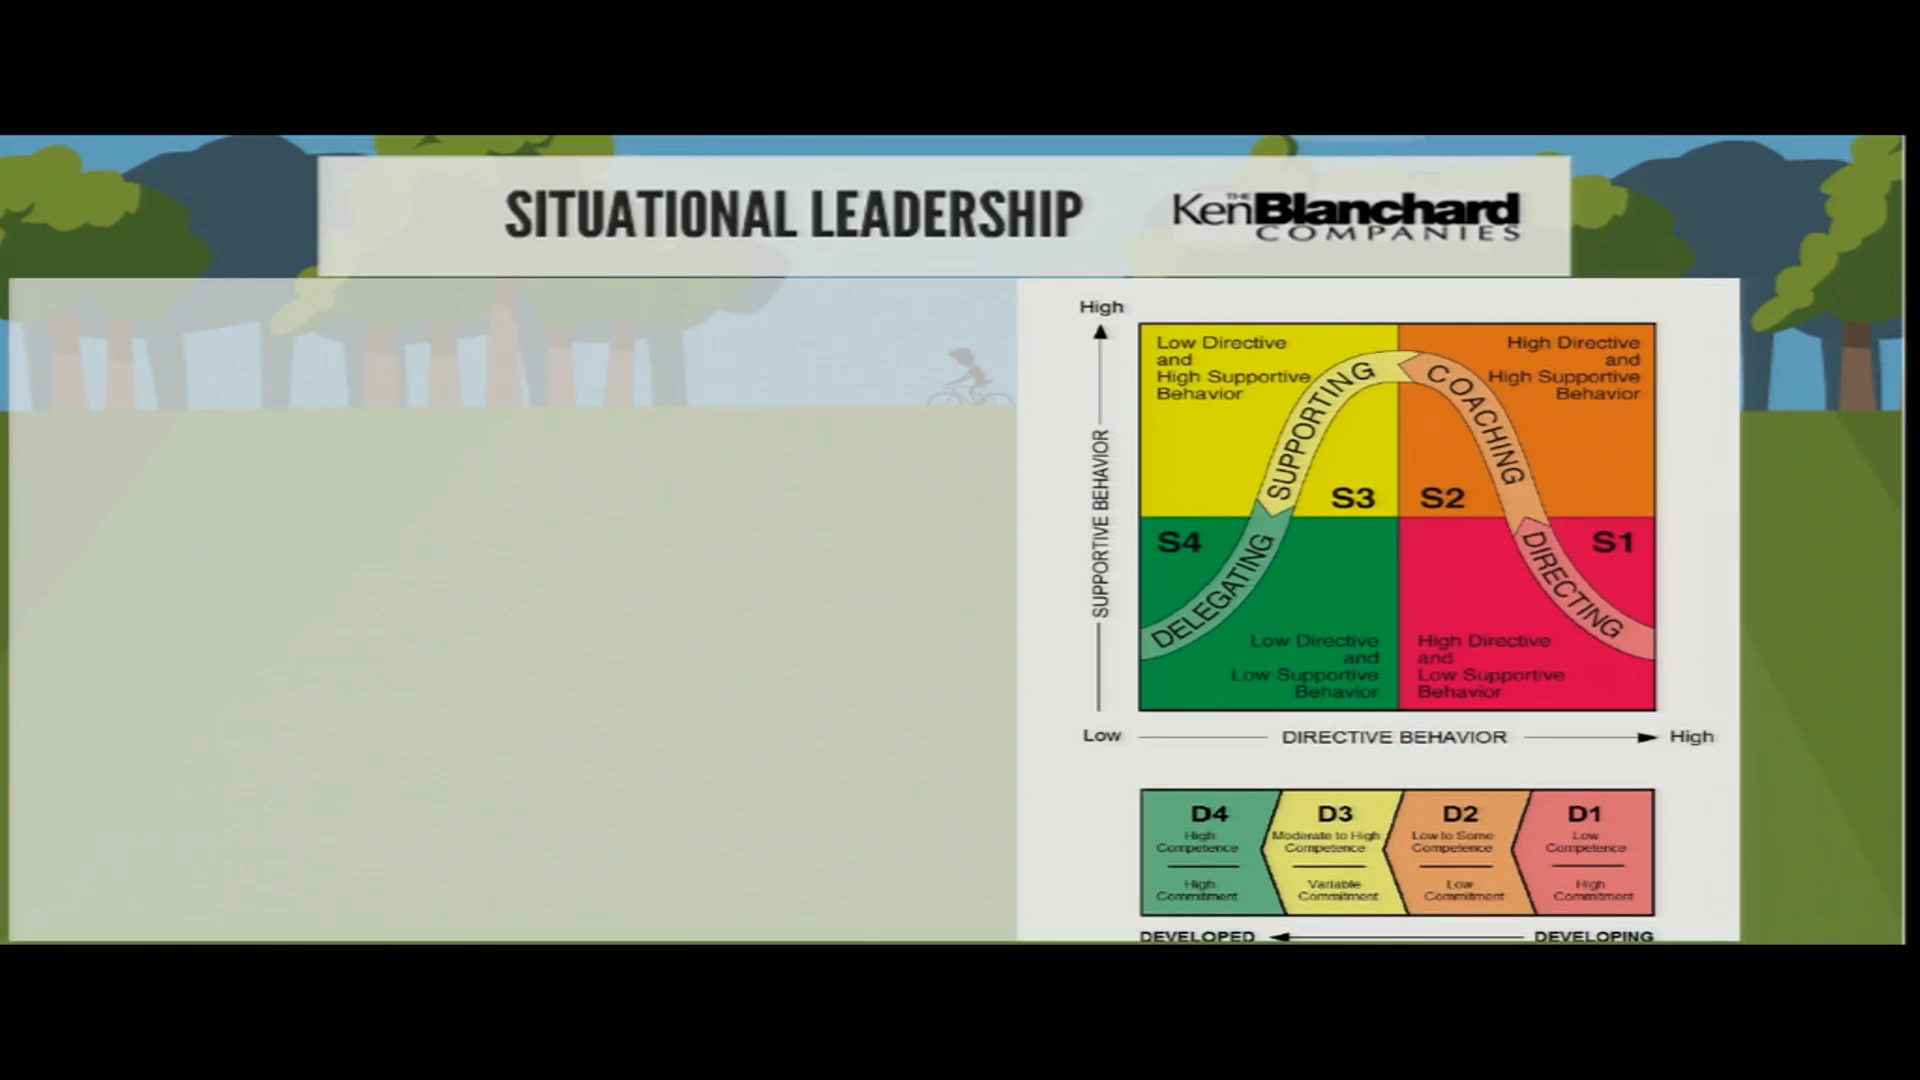 SITUATIONAL LEADERSHIP
THE
KenBlanchard
COMPANIES
High
SUPPORTIVE BEHAVIOR
Low Directive
and
High Supportive
Behavior
High Directive
and
High Supportive
Behavior
SUPPORTING
COACHING
S3
S2
S4
S1
DELEGATING
DIRECTING
Low Directive
and
Low Supportive
Behavior
High Directive
and
Low Supportive
Behavior
Low
DIRECTIVE BEHAVIOR
High
D4
High
Competence
High
Commitment
D3
Moderate to High
Competence
Variable
Commitment
D2
Low to Some
Competence
Low
Commitment
D1
Low
Competence
High
Commitment
DEVELOPED
DEVELOPING